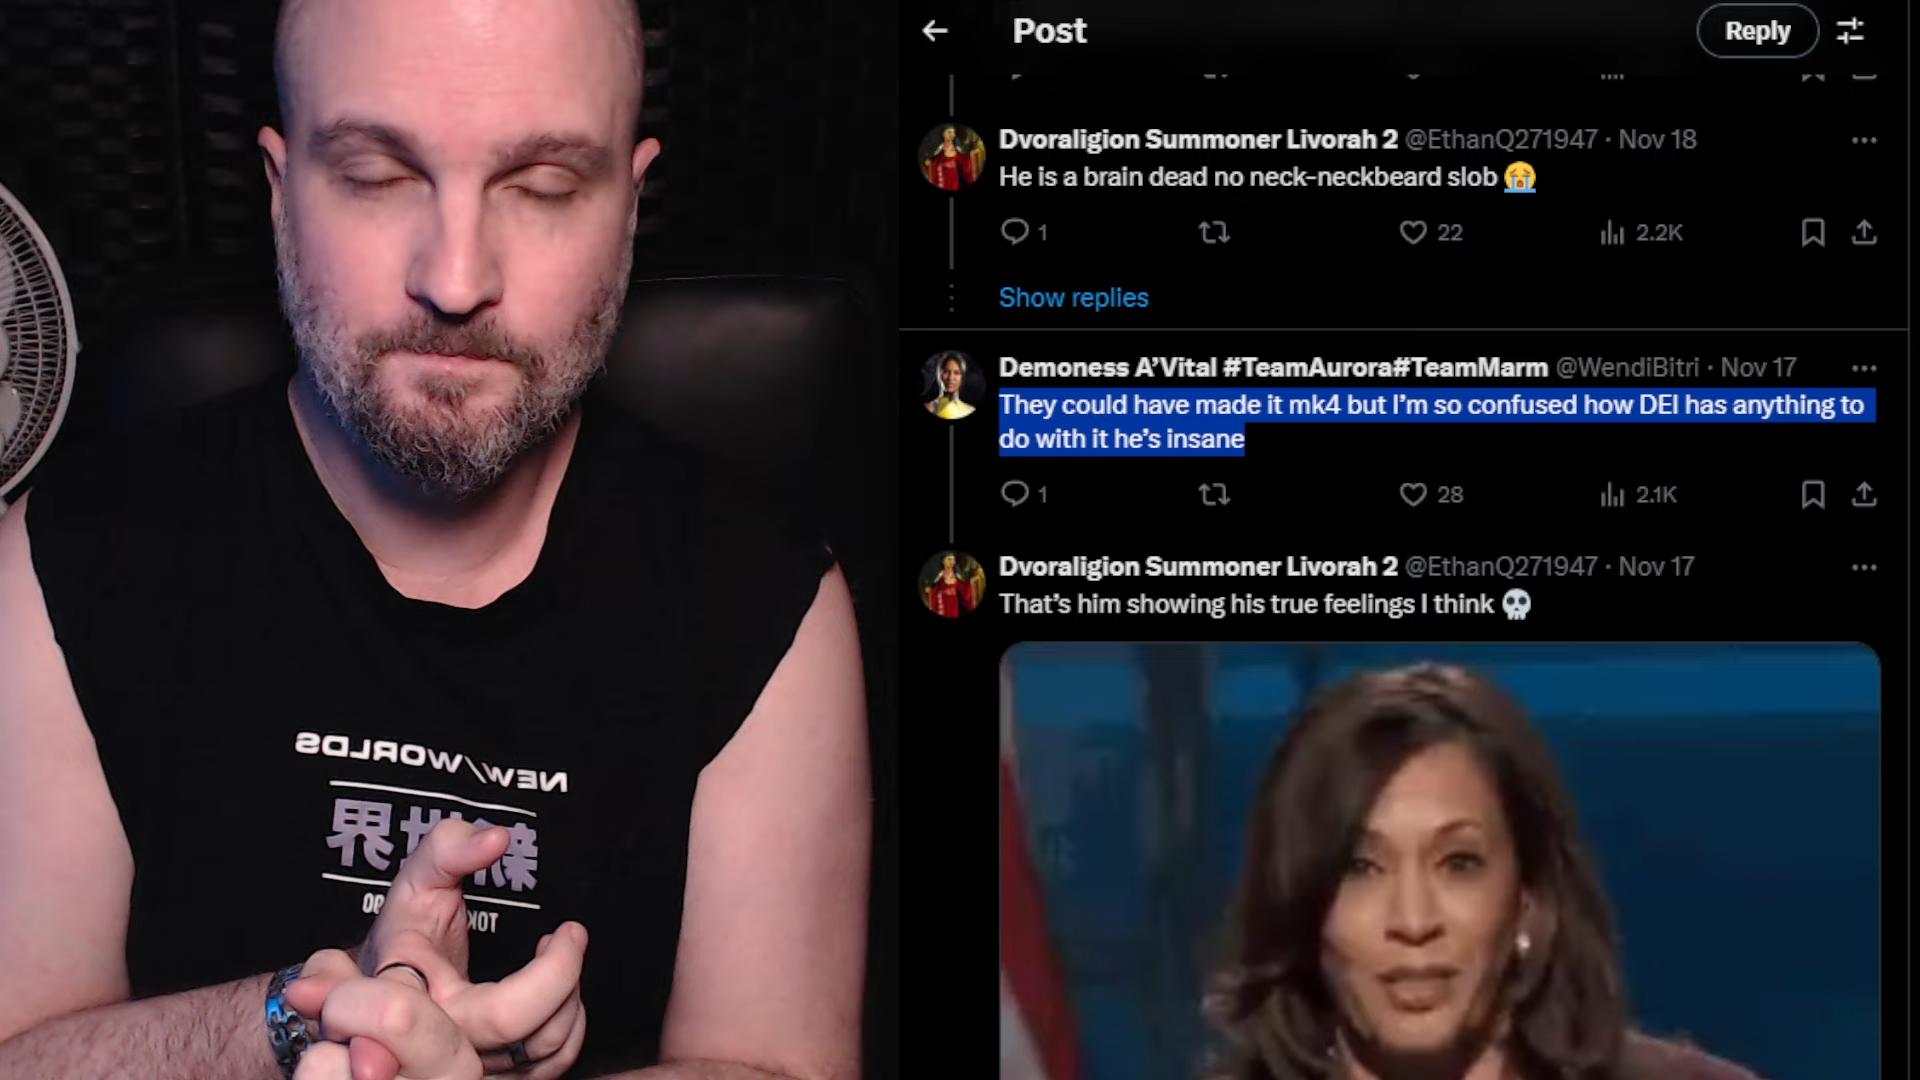 Post
Reply
Dvoraligion Summoner Livorah 2 @EthanQ271947 · Nov 18
He is a brain dead no neck-neckbeard slob 😭
1 22 2.2K
Show replies
Demoness A’Vital #TeamAurora#TeamMarm @WendiBitri · Nov 17
They could have made it mk4 but I’m so confused how DEI has anything to
do with it he’s insane
1 28 2.1K
Dvoraligion Summoner Livorah 2 @EthanQ271947 · Nov 17
That’s him showing his true feelings I think 💀
NEW/WORLDS
新世界